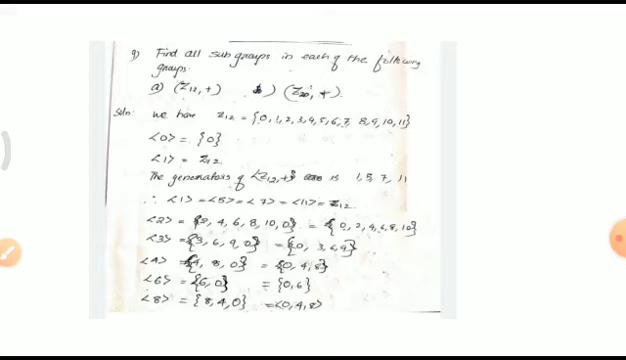 9) Find all subgroups in each of the following
groups.
a) (Z12, +) b) (Z20, +).
Soln: we have Z12 = {0, 1, 2, 3, 4, 5, 6, 7, 8, 9, 10, 11}
<0> = {0}
<1> = Z12
The generators of <Z12, +> is 1, 5, 7, 11
∴ <1> = <5> = <7> = <11> = Z12.
<2> = {2, 4, 6, 8, 10, 0} = {0, 2, 4, 6, 8, 10}
<3> = {3, 6, 9, 0} = {0, 3, 6, 9}
<4> = {4, 8, 0} = {0, 4, 8}
<6> = {6, 0} = {0, 6}
<8> = {8, 4, 0} = <0, 4, 8>